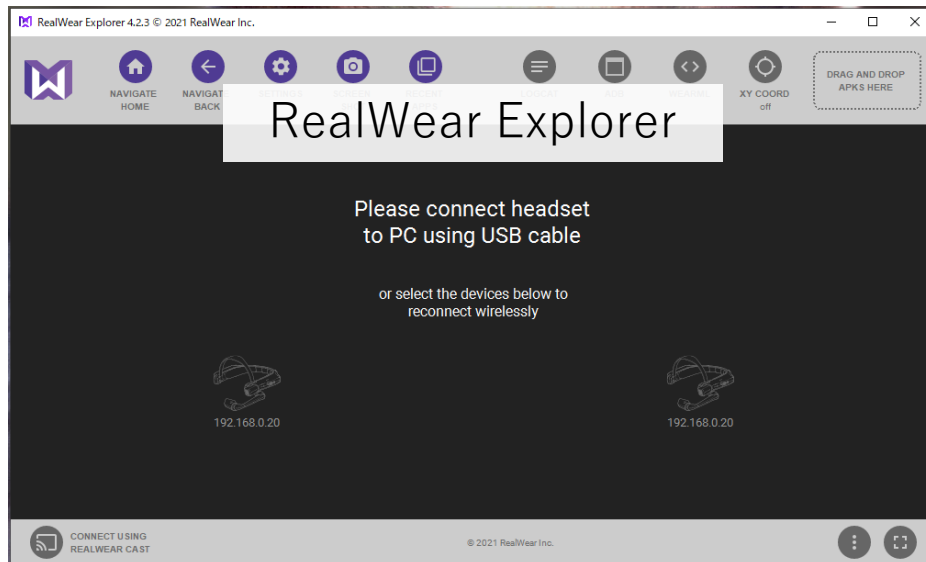 RealWear Explorer 4.2.3 © 2021 RealWear Inc.
NAVIGATE
HOME
NAVIGATE
BACK
XY COORD
off
DRAG AND DROP
APKS HERE
RealWear Explorer
Please connect headset
to PC using USB cable
or select the devices below to
reconnect wirelessly
192.168.0.20
192.168.0.20
CONNECT USING
REALWEAR CAST
© 2021 RealWear Inc.